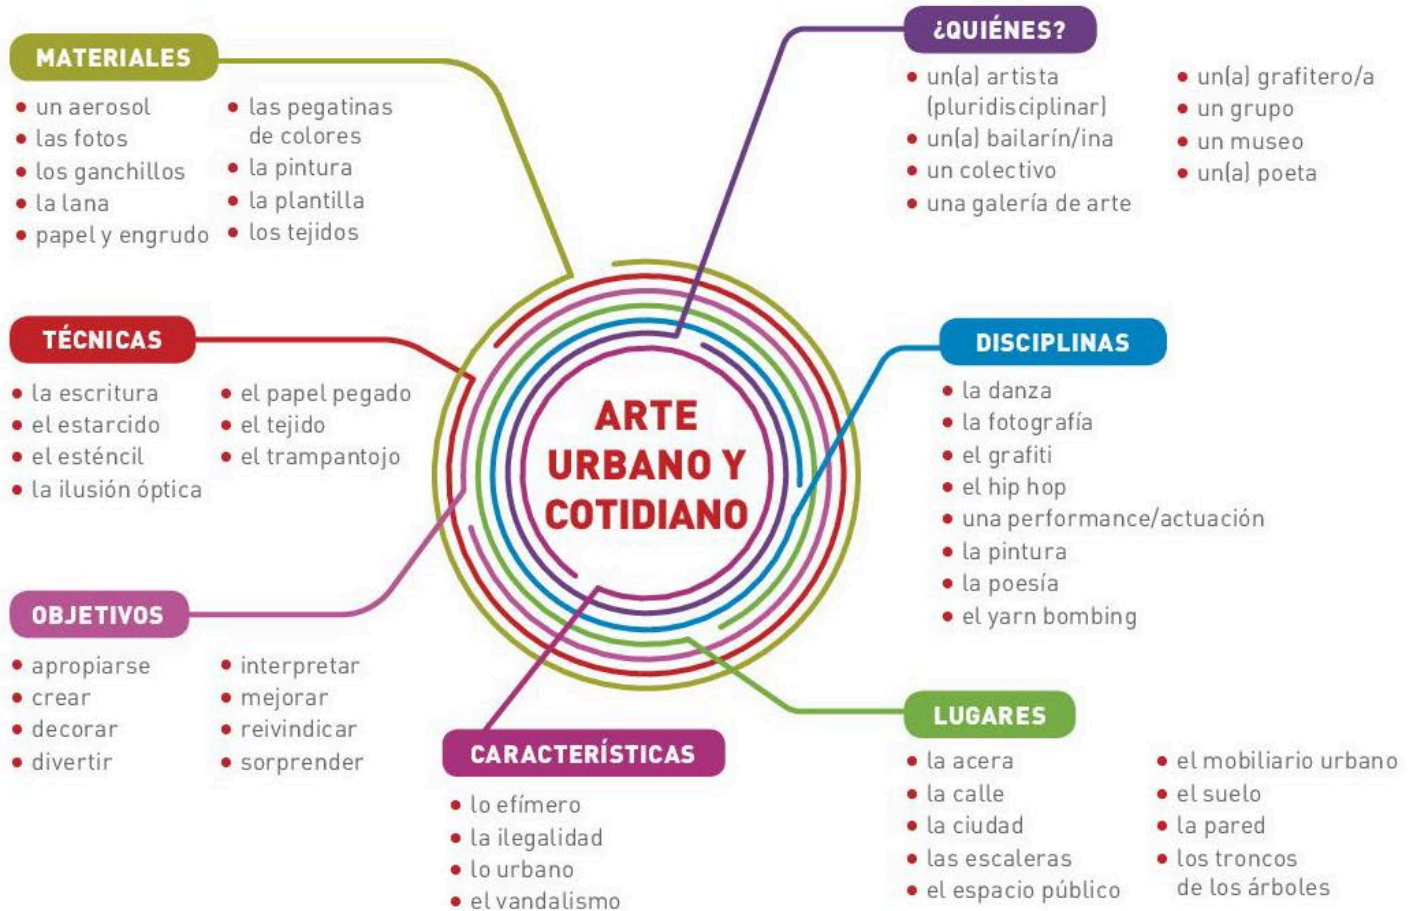 MATERIALES
un aerosol
las fotos
los ganchillos
la lana
papel y engrudo
las pegatinas
de colores
la pintura
la plantilla
los tejidos
¿QUIÉNES?
un(a) artista
(pluridisciplinar)
un(a) bailarín/ina
un colectivo
una galería de arte
un(a) grafitero/a
un grupo
un museo
un(a) poeta
TÉCNICAS
la escritura
el estarcido
el esténcil
la ilusión óptica
el papel pegado
el tejido
el trampantojo
ARTE
URBANO Y
COTIDIANO
DISCIPLINAS
la danza
la fotografía
el grafiti
el hip hop
una performance/actuación
la pintura
la poesía
el yarn bombing
OBJETIVOS
apropiarse
crear
decorar
divertir
interpretar
mejorar
reivindicar
sorprender
CARACTERÍSTICAS
lo efímero
la ilegalidad
lo urbano
el vandalismo
LUGARES
la acera
la calle
la ciudad
las escaleras
el espacio público
el mobiliario urbano
el suelo
la pared
los troncos
de los árboles